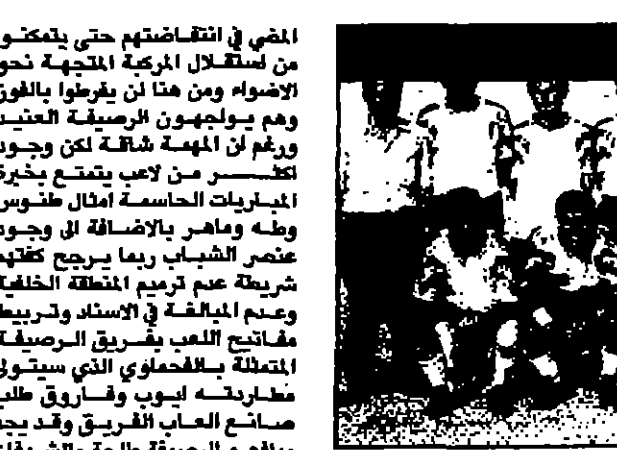 المضي في انتفاضتهم حتى يتمكنو
من استقلال المركبة المتجهة نحو
الاضواء ومن هنا لن يفرطوا بالفوز
وهم يواجهون الرصيفة العنيد
ورغم ان المهمة شاقة لكن وجود
اكثر من لاعب يتمتع بخبرة
المباريات الحاسمة امثال طنوس
وطه وماهر بالاضافة الى وجود
عنصر الشباب ربما يرجح كفتهم
شريطة عدم ترميم المنطقة الخلفية
وعدم المبالغة في الاسناد وتربيط
مفاتيح اللعب بفريق الرصيفة
المتمثلة بالفحماوي الذي سيتولى
مطاردته ايوب وفاروق طلب
صانع العاب الفريق وقد يجد
الرصيفة